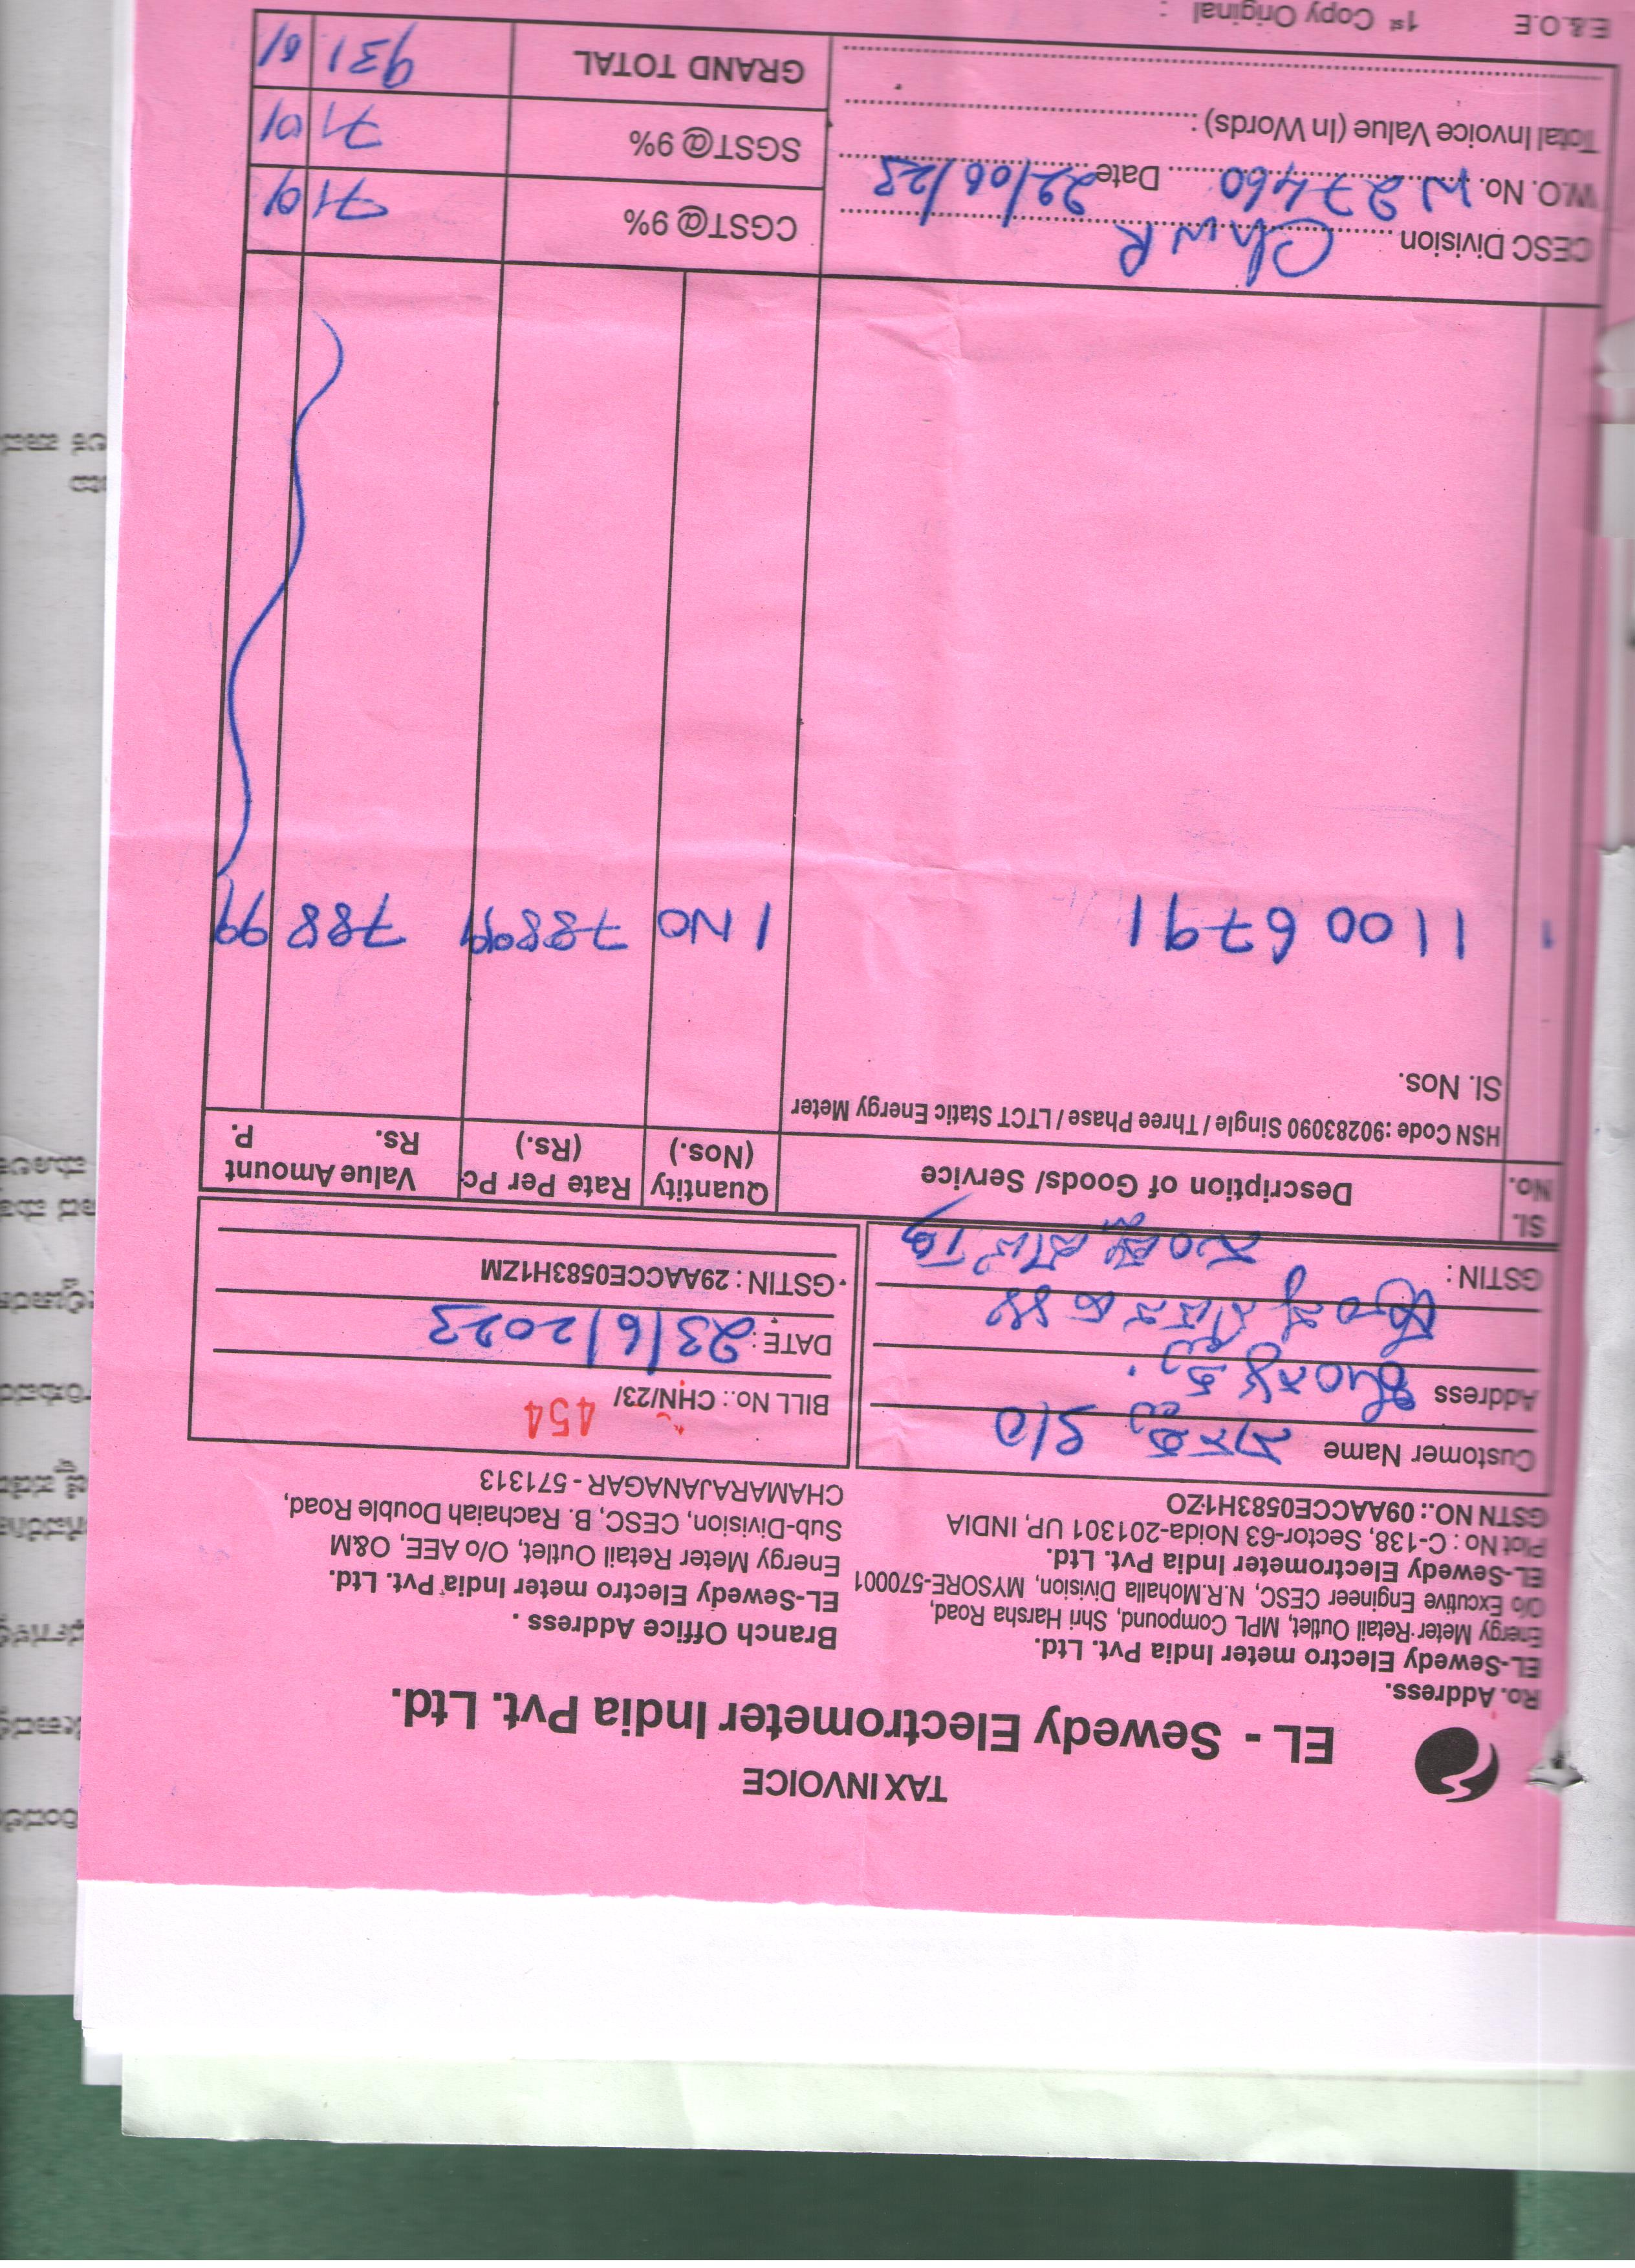 TAX INVOICE
EL - Sewedy Electrometer India Pvt. Ltd.
Ro. Address.
EL-Sewedy Electro meter India Pvt. Ltd.
Energy Meter Retail Outlet, MPL Compound, Shri Harsha Road,
O/o Excutive Engineer CESC, N.R.Mohalla Division, MYSORE-570001
EL-Sewedy Electrometer India Pvt. Ltd.
Plot No : C-138, Sector-63 Noida-201301 UP, INDIA
GSTN NO.: 09AACCE0583H1ZO
Branch Office Address .
EL-Sewedy Electro meter India Pvt. Ltd.
Energy Meter Retail Outlet, O/o AEE, O&M
Sub-Division, CESC, B. Rachaiah Double Road,
CHAMARAJANAGAR - 571313
Customer Name S/O
Address
GSTIN :
BILL No.: CHN/23/ 454
DATE : 23/6/2023
GSTIN : 29AACCE0583H1ZM
Sl. No. Description of Goods/ Service Quantity (Nos.) Rate Per Pc (Rs.) Value Amount Rs. P.
HSN Code :90283090 Single / Three Phase / LTCT Static Energy Meter
Sl. Nos.
1 1100 6791 1 NO 788.99 788 99
CESC Division ChnR CGST@ 9% 71 01
W.O. No. N27460 Date 22/06/23 SGST@ 9% 71 01
Total Invoice Value (In Words) :
GRAND TOTAL 931 01
E.&.O.E 1st Copy Original :